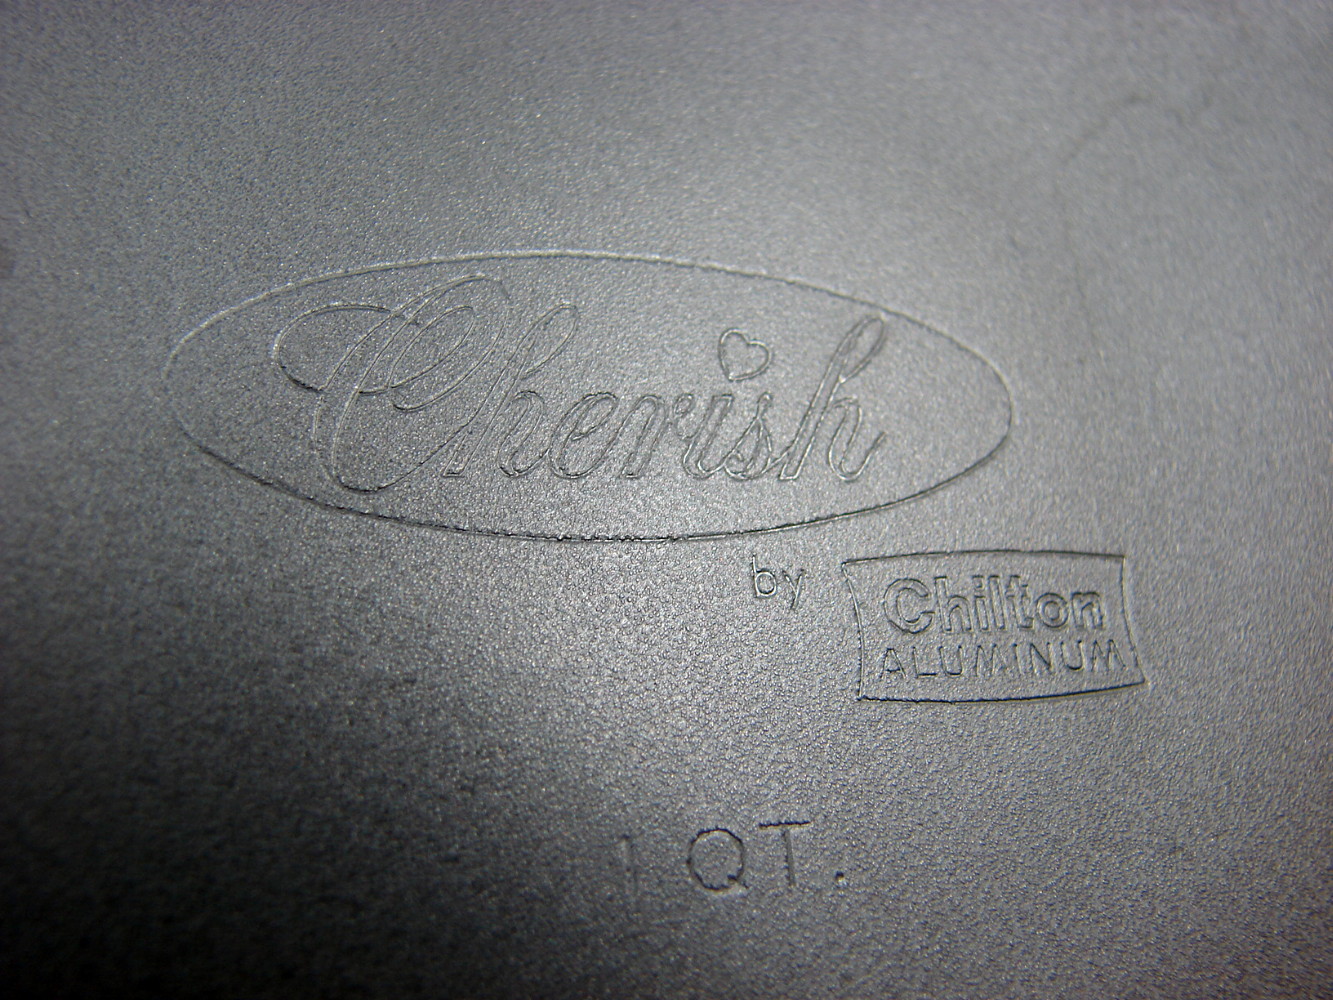 Cherish
by Chilton
ALUMINUM
1 QT.